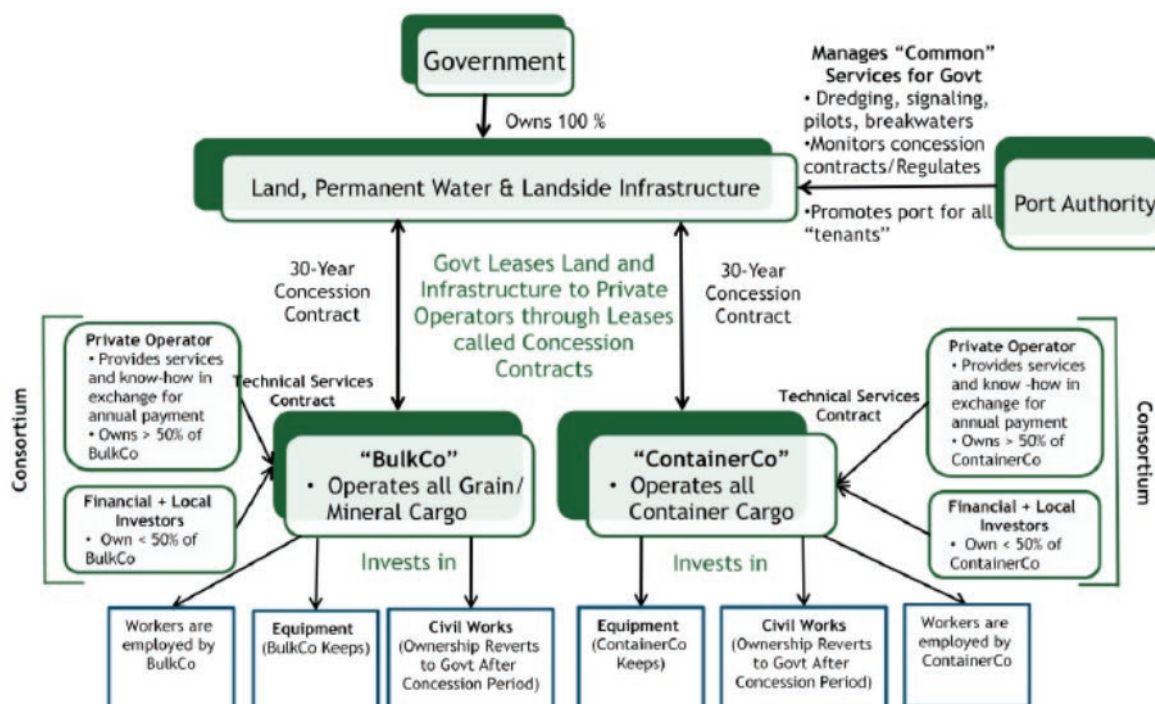 Government
Owns 100 %
Manages “Common”
Services for Govt
• Dredging, signaling,
pilots, breakwaters
•Monitors concession
contracts/Regulates
•Promotes port for all
“tenants”
Port Authority
Land, Permanent Water & Landside Infrastructure
30-Year
Concession
Contract
Govt Leases Land and
Infrastructure to Private
Operators through Leases
called Concession
Contracts
30-Year
Concession
Contract
Consortium
Private Operator
• Provides services
and know-how in
exchange for
annual payment
• Owns > 50% of
BulkCo
Technical Services
Contract
Financial + Local
Investors
• Own < 50% of
BulkCo
“BulkCo”
• Operates all Grain/
Mineral Cargo
“ContainerCo”
• Operates all
Container Cargo
Technical Services
Contract
Private Operator
• Provides services
and know -how in
exchange for
annual payment
• Owns > 50% of
ContainerCo
Financial + Local
Investors
• Own < 50% of
ContainerCo
Consortium
Invests in
Invests in
Workers are
employed by
BulkCo
Equipment
(BulkCo Keeps)
Civil Works
(Ownership Reverts
to Govt After
Concession Period)
Equipment
(ContainerCo
Keeps)
Civil Works
(Ownership Reverts
to Govt After
Concession Period)
Workers are
employed by
ContainerCo